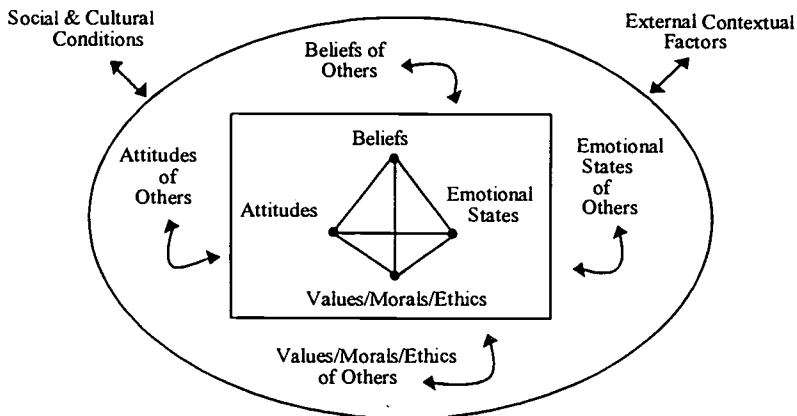 Social & Cultural
Conditions
External Contextual
Factors
Beliefs of
Others
Attitudes
of
Others
Emotional
States
of
Others
Beliefs
Attitudes
Emotional
States
Values/Morals/Ethics
Values/Morals/Ethics
of Others